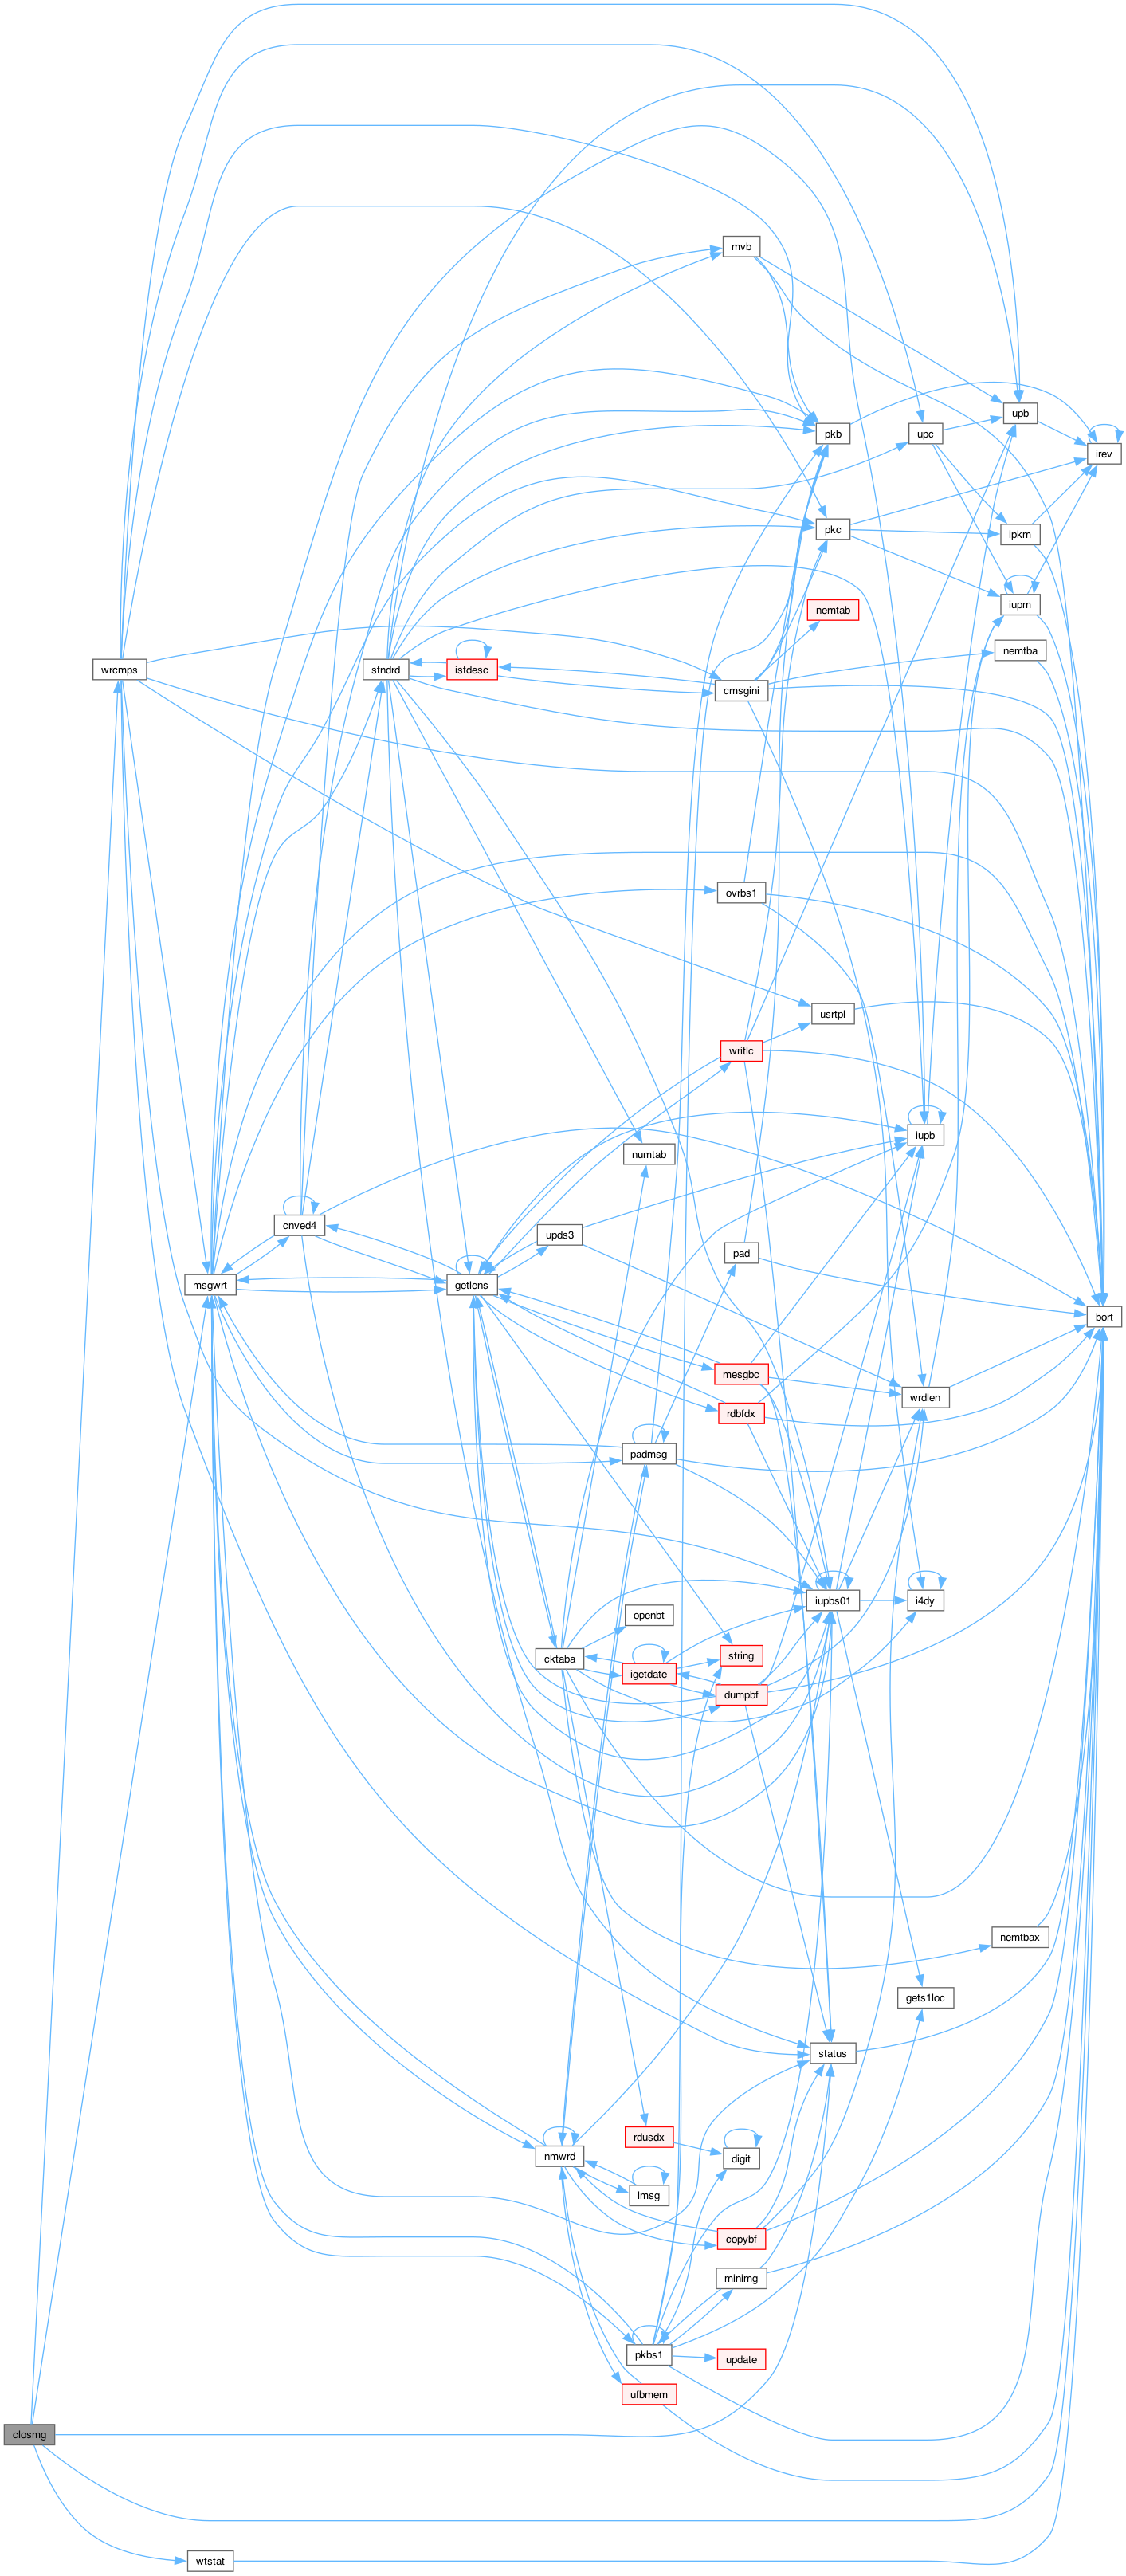 mvb
pkb
upb
upc
irev
pkc
ipkm
nemtab
iupm
nemtba
wrcmps
stndrd
istdesc
cmsgini
ovrbs1
usrtpl
writlc
iupb
numtab
cnved4
upds3
pad
msgwrt
getlens
bort
mesgbc
wrdlen
rdbfdx
padmsg
iupbs01
i4dy
openbt
cktaba
string
igetdate
dumpbf
nemtbax
gets1loc
status
rdusdx
nmwrd
digit
lmsg
copybf
minimg
pkbs1
update
ufbmem
closmg
wtstat